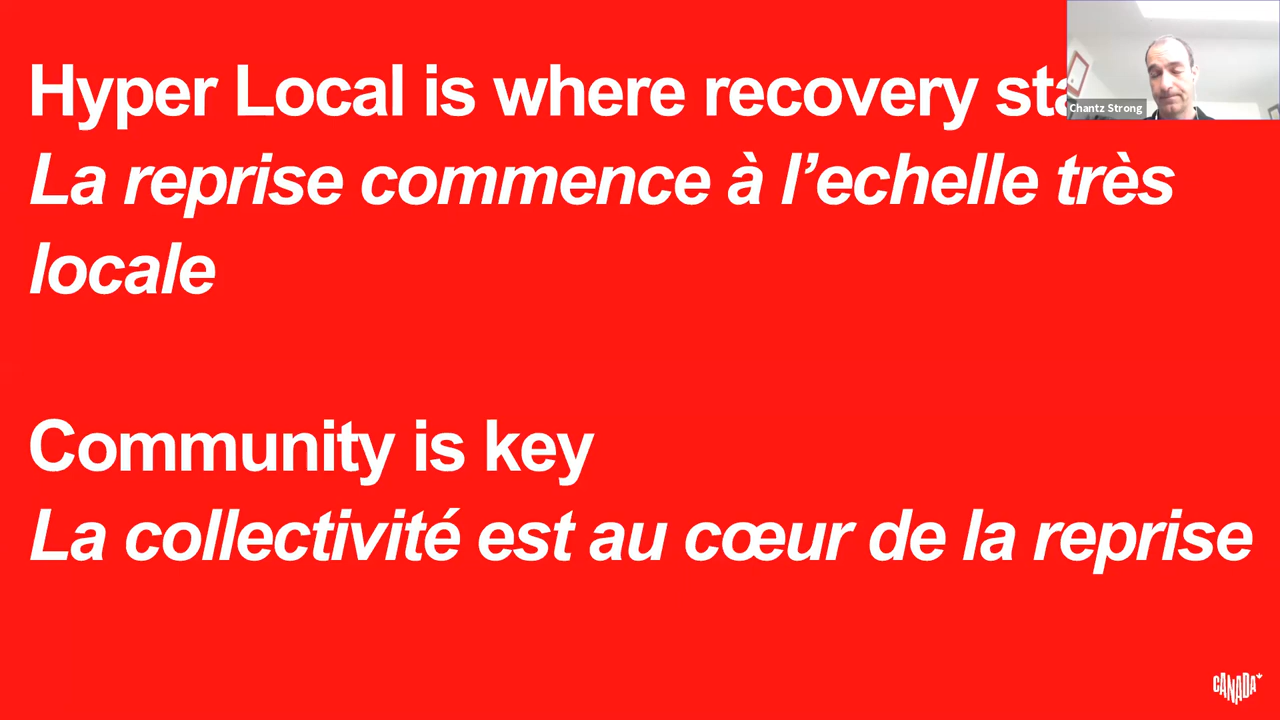 Hyper Local is where recovery sta
La reprise commence à l’echelle très
locale
Community is key
La collectivité est au cœur de la reprise
Chantz Strong
CANADA